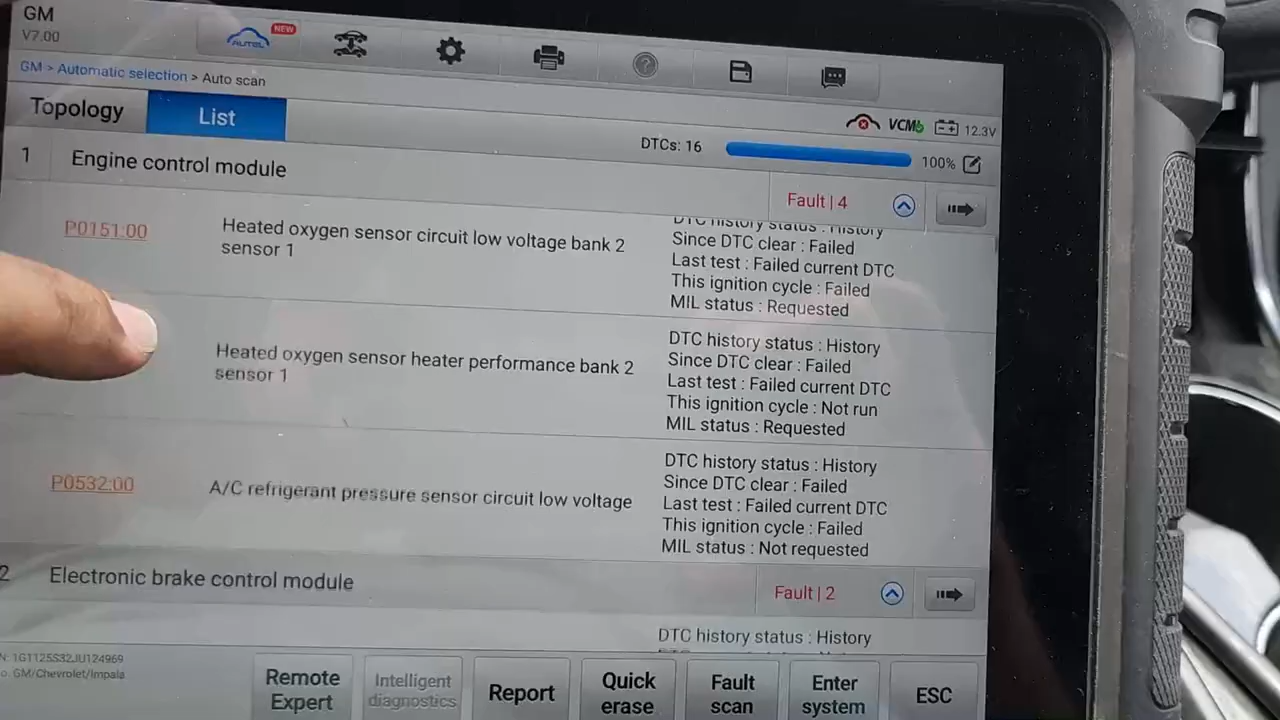 GM
V7.00
AUTEL
NEW
GM > Automatic selection > Auto scan
Topology
List
VCM
12.3V
DTCs: 16
100%
1
Engine control module
Fault | 4
P0151:00
Heated oxygen sensor circuit low voltage bank 2
sensor 1
DTC history status : History
Since DTC clear : Failed
Last test : Failed current DTC
This ignition cycle : Failed
MIL status : Requested
Heated oxygen sensor heater performance bank 2
sensor 1
DTC history status : History
Since DTC clear : Failed
Last test : Failed current DTC
This ignition cycle : Not run
MIL status : Requested
P0532:00
A/C refrigerant pressure sensor circuit low voltage
DTC history status : History
Since DTC clear : Failed
Last test : Failed current DTC
This ignition cycle : Failed
MIL status : Not requested
2
Electronic brake control module
Fault | 2
DTC history status : History
N: 1G1125S32JU124969
o. GM/Chevrolet/Impala
Remote
Expert
Intelligent
diagnostics
Report
Quick
erase
Fault
scan
Enter
system
ESC